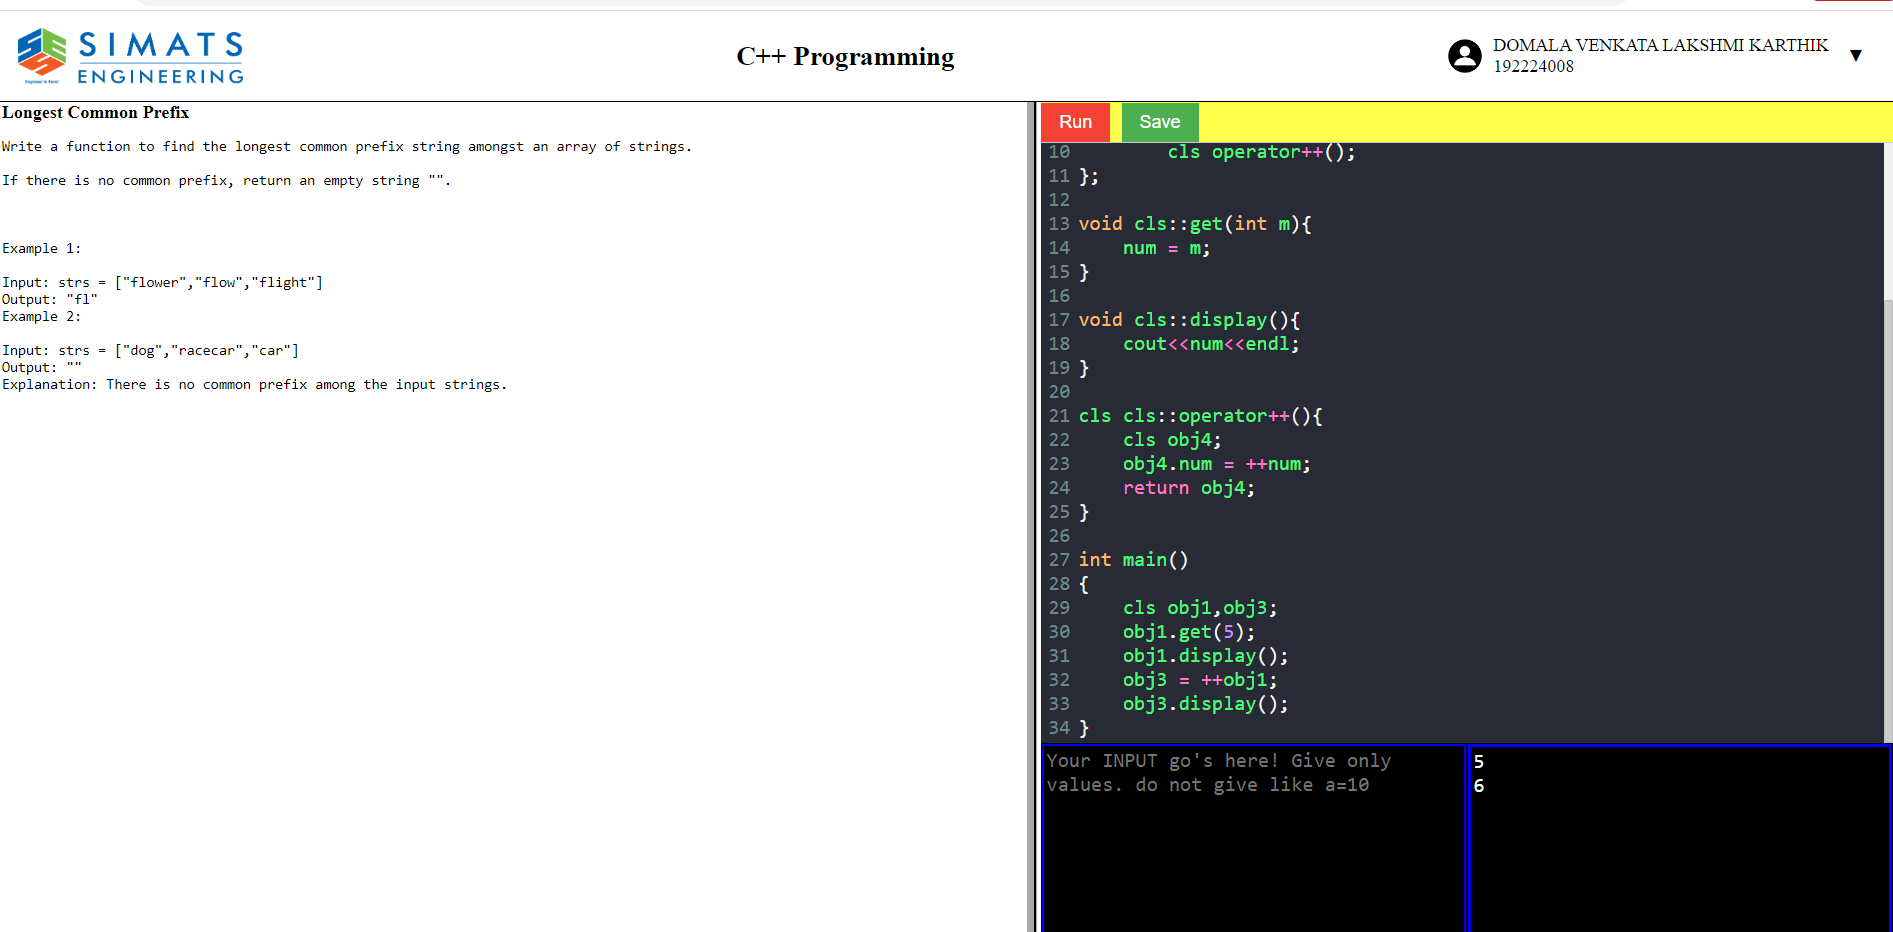 SIMATS
ENGINEERING
Engineer to Excel
C++ Programming
DOMALA VENKATA LAKSHMI KARTHIK
192224008
▼
Longest Common Prefix
Write a function to find the longest common prefix string amongst an array of strings.
If there is no common prefix, return an empty string "".
Example 1:
Input: strs = ["flower","flow","flight"]
Output: "fl"
Example 2:
Input: strs = ["dog","racecar","car"]
Output: ""
Explanation: There is no common prefix among the input strings.
Run Save
10         cls operator++();
11 };
12
13 void cls::get(int m){
14     num = m;
15 }
16
17 void cls::display(){
18     cout<<num<<endl;
19 }
20
21 cls cls::operator++(){
22     cls obj4;
23     obj4.num = ++num;
24     return obj4;
25 }
26
27 int main()
28 {
29     cls obj1,obj3;
30     obj1.get(5);
31     obj1.display();
32     obj3 = ++obj1;
33     obj3.display();
34 }
Your INPUT go's here! Give only
values. do not give like a=10
5
6